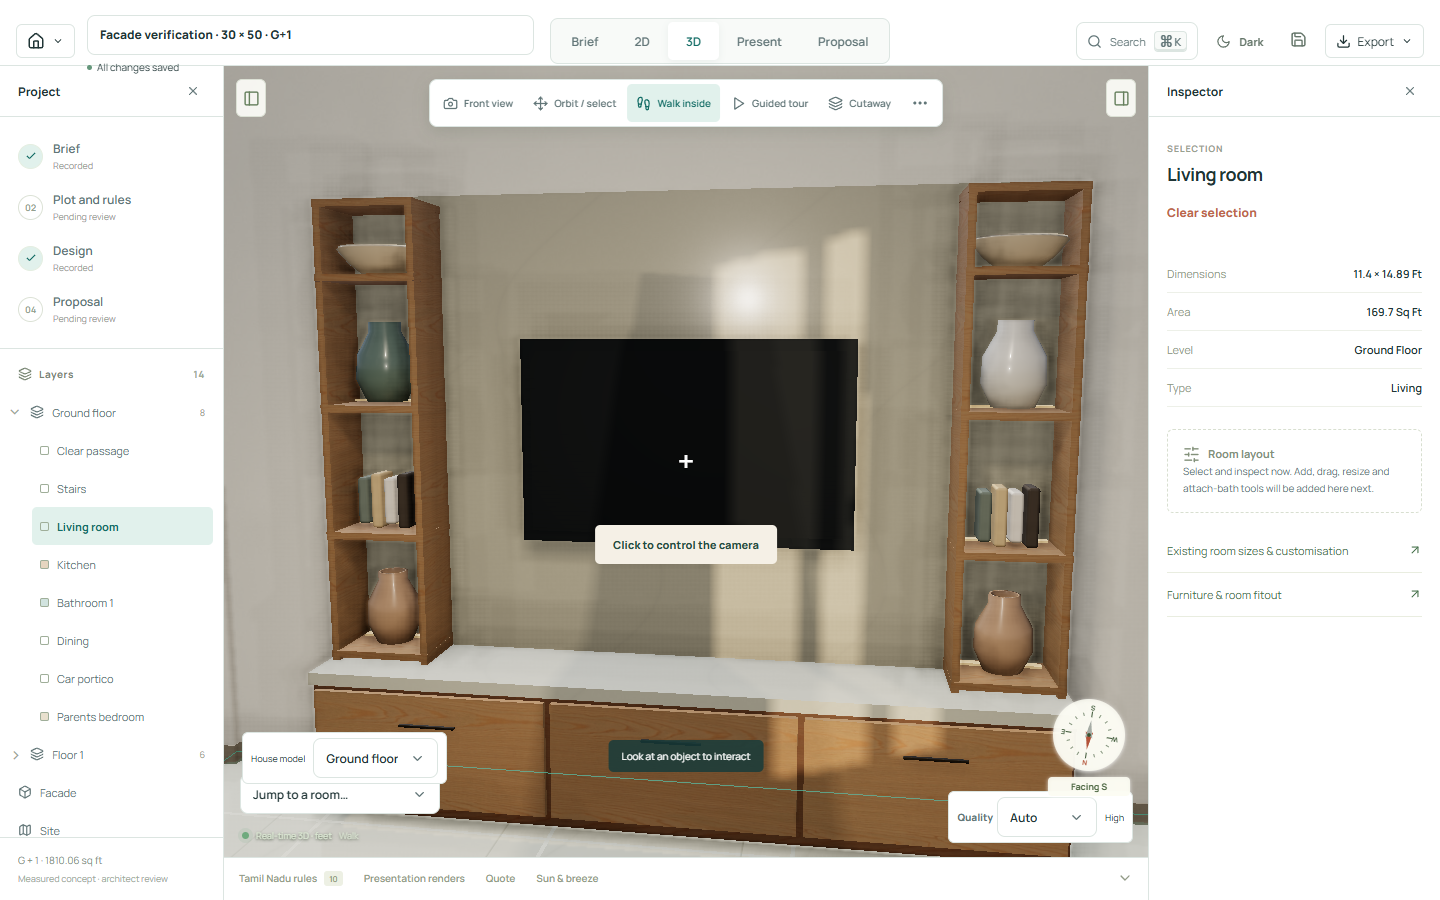 Facade verification · 30 × 50 · G+1
All changes saved
Brief
2D
3D
Present
Proposal
Search
⌘K
Dark
Export
Project
Brief
Recorded
02
Plot and rules
Pending review
Design
Recorded
04
Proposal
Pending review
Layers
14
Ground floor
8
Clear passage
Stairs
Living room
Kitchen
Bathroom 1
Dining
Car portico
Parents bedroom
Floor 1
6
Facade
Site
G + 1 · 1810.06 sq ft
Measured concept · architect review
Front view
Orbit / select
Walk inside
Guided tour
Cutaway
Click to control the camera
Look at an object to interact
House model
Ground floor
Jump to a room...
Real-time 3D · feet · Walk
S
E
W
N
Facing S
Quality
Auto
High
Tamil Nadu rules
10
Presentation renders
Quote
Sun & breeze
Inspector
SELECTION
Living room
Clear selection
Dimensions
11.4 × 14.89 Ft
Area
169.7 Sq Ft
Level
Ground Floor
Type
Living
Room layout
Select and inspect now. Add, drag, resize and
attach-bath tools will be added here next.
Existing room sizes & customisation
Furniture & room fitout